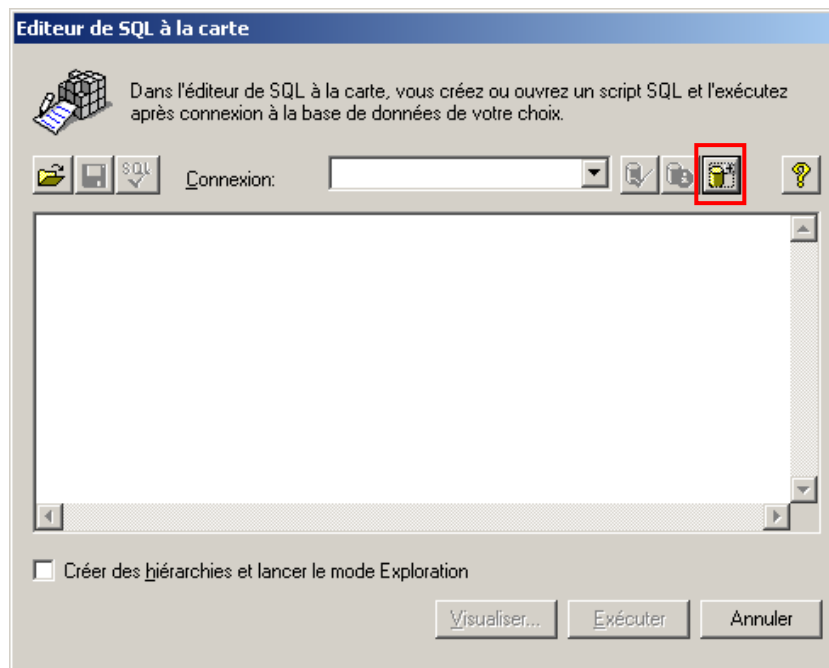 Editeur de SQL à la carte
Dans l'éditeur de SQL à la carte, vous créez ou ouvrez un script SQL et l'exécutez
après connexion à la base de données de votre choix.
SQL
Connexion:
?
Créer des hiérarchies et lancer le mode Exploration
Visualiser...
Exécuter
Annuler